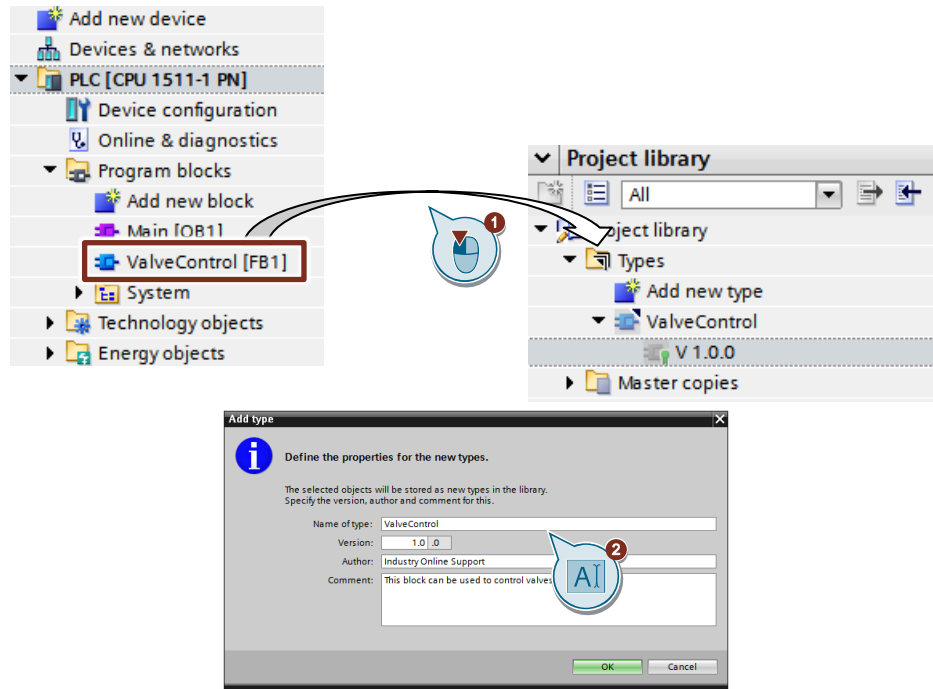 Add new device
Devices & networks
PLC [CPU 1511-1 PN]
Device configuration
Online & diagnostics
Program blocks
Add new block
Main [OB1]
ValveControl [FB1]
System
Technology objects
Energy objects
1
Project library
All
oject library
Types
Add new type
ValveControl
V 1.0.0
Master copies
Add type
Define the properties for the new types.
The selected objects will be stored as new types in the library.
Specify the version, author and comment for this.
Name of type: ValveControl
Version: 1.0 .0
Author: Industry Online Support
Comment: This block can be used to control valves
2
A
OK Cancel